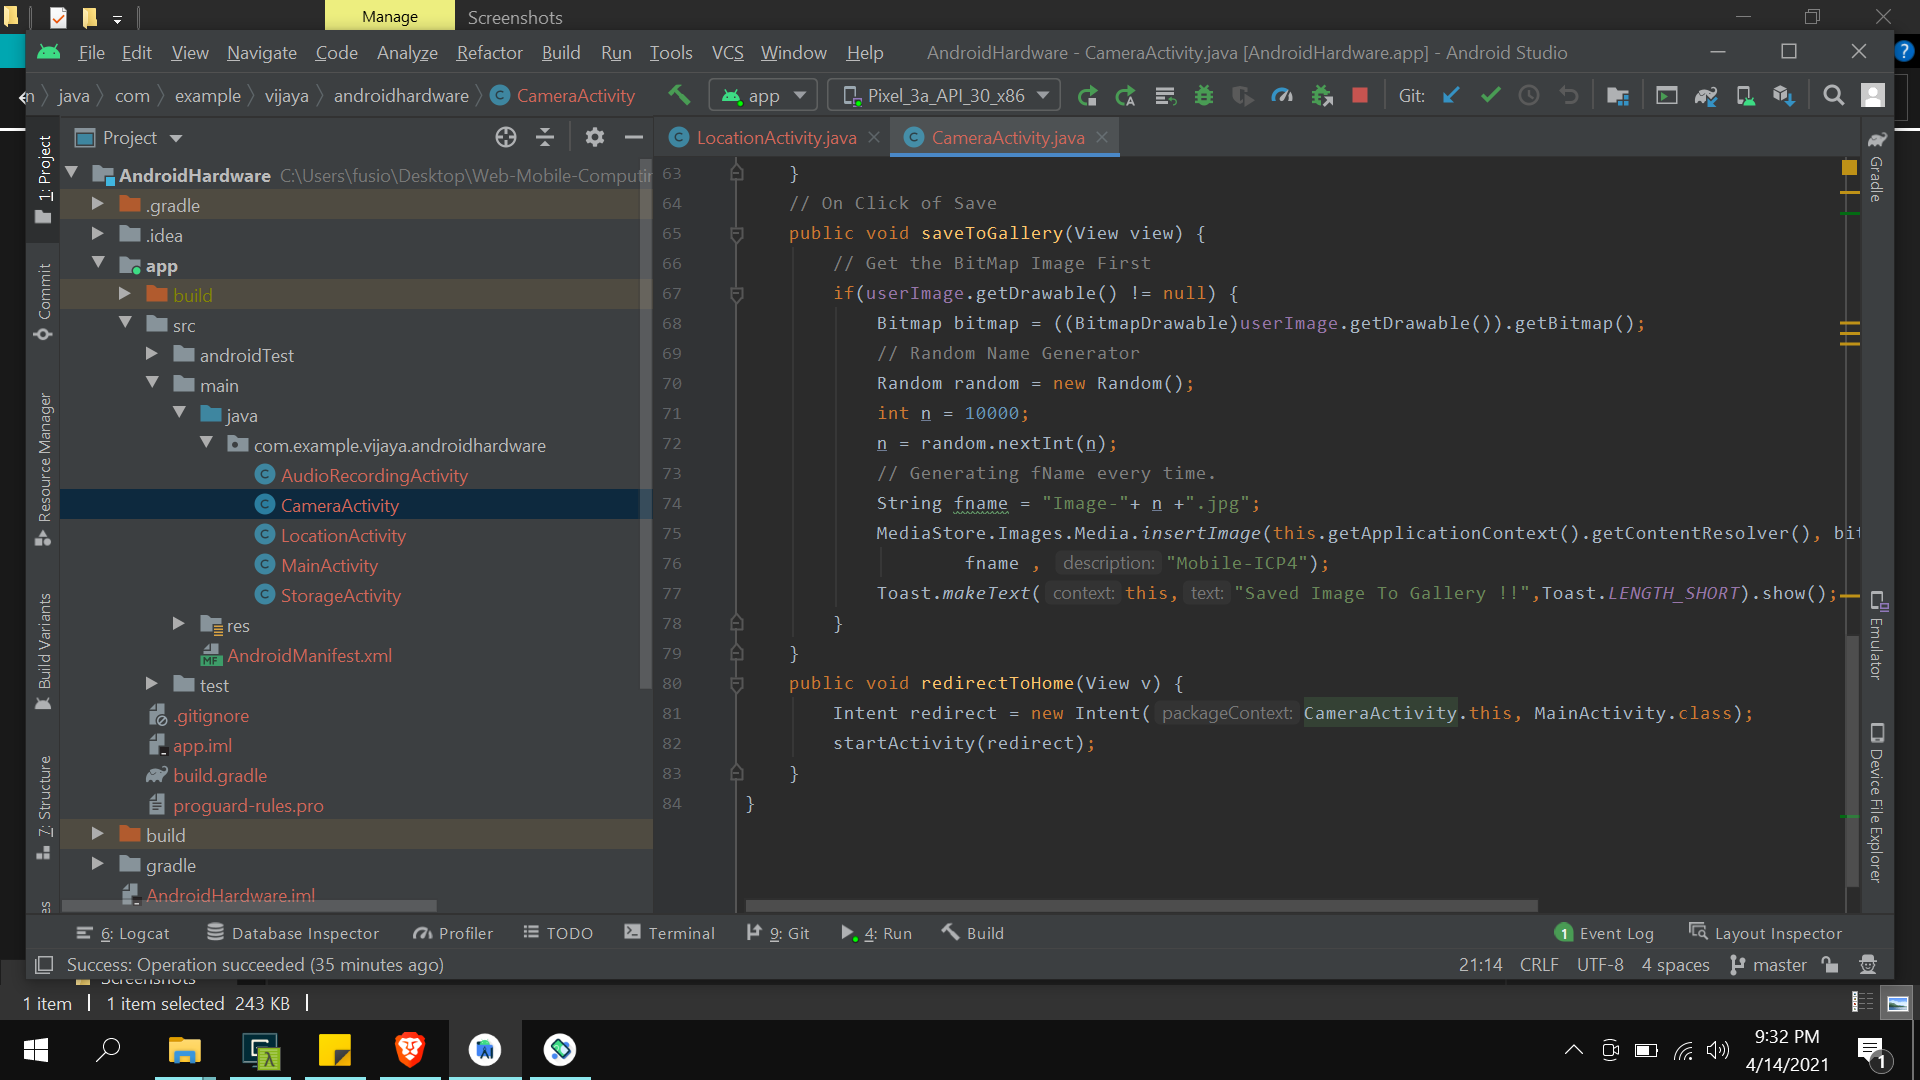 Manage
Screenshots
File Edit View Navigate Code Analyze Refactor Build Run Tools VCS Window Help
AndroidHardware - CameraActivity.java [AndroidHardware.app] - Android Studio
n java com example vijaya androidhardware CameraActivity
app
Pixel_3a_API_30_x86
Git:
Project
LocationActivity.java
CameraActivity.java
1: Project
Commit
Resource Manager
Build Variants
7: Structure
es
AndroidHardware C:\Users\fusio\Desktop\Web-Mobile-Computin
.gradle
.idea
app
build
src
androidTest
main
java
com.example.vijaya.androidhardware
AudioRecordingActivity
CameraActivity
LocationActivity
MainActivity
StorageActivity
res
AndroidManifest.xml
test
.gitignore
app.iml
build.gradle
proguard-rules.pro
build
gradle
AndroidHardware.iml
63 }
64 // On Click of Save
65 public void saveToGallery(View view) {
66 // Get the BitMap Image First
67 if(userImage.getDrawable() != null) {
68 Bitmap bitmap = ((BitmapDrawable)userImage.getDrawable()).getBitmap();
69 // Random Name Generator
70 Random random = new Random();
71 int n = 10000;
72 n = random.nextInt(n);
73 // Generating fName every time.
74 String fname = "Image-"+ n +".jpg";
75 MediaStore.Images.Media.insertImage(this.getApplicationContext().getContentResolver(), bit
76 fname , description: "Mobile-ICP4");
77 Toast.makeText( context: this, text: "Saved Image To Gallery !!",Toast.LENGTH_SHORT).show();
78 }
79 }
80 public void redirectToHome(View v) {
81 Intent redirect = new Intent( packageContext: CameraActivity.this, MainActivity.class);
82 startActivity(redirect);
83 }
84 }
Gradle
Emulator
Device File Explorer
6: Logcat Database Inspector Profiler TODO Terminal 9: Git 4: Run Build
1 Event Log Layout Inspector
Success: Operation succeeded (35 minutes ago)
21:14 CRLF UTF-8 4 spaces master
Screenshots
1 item 1 item selected 243 KB
9:32 PM
4/14/2021
1